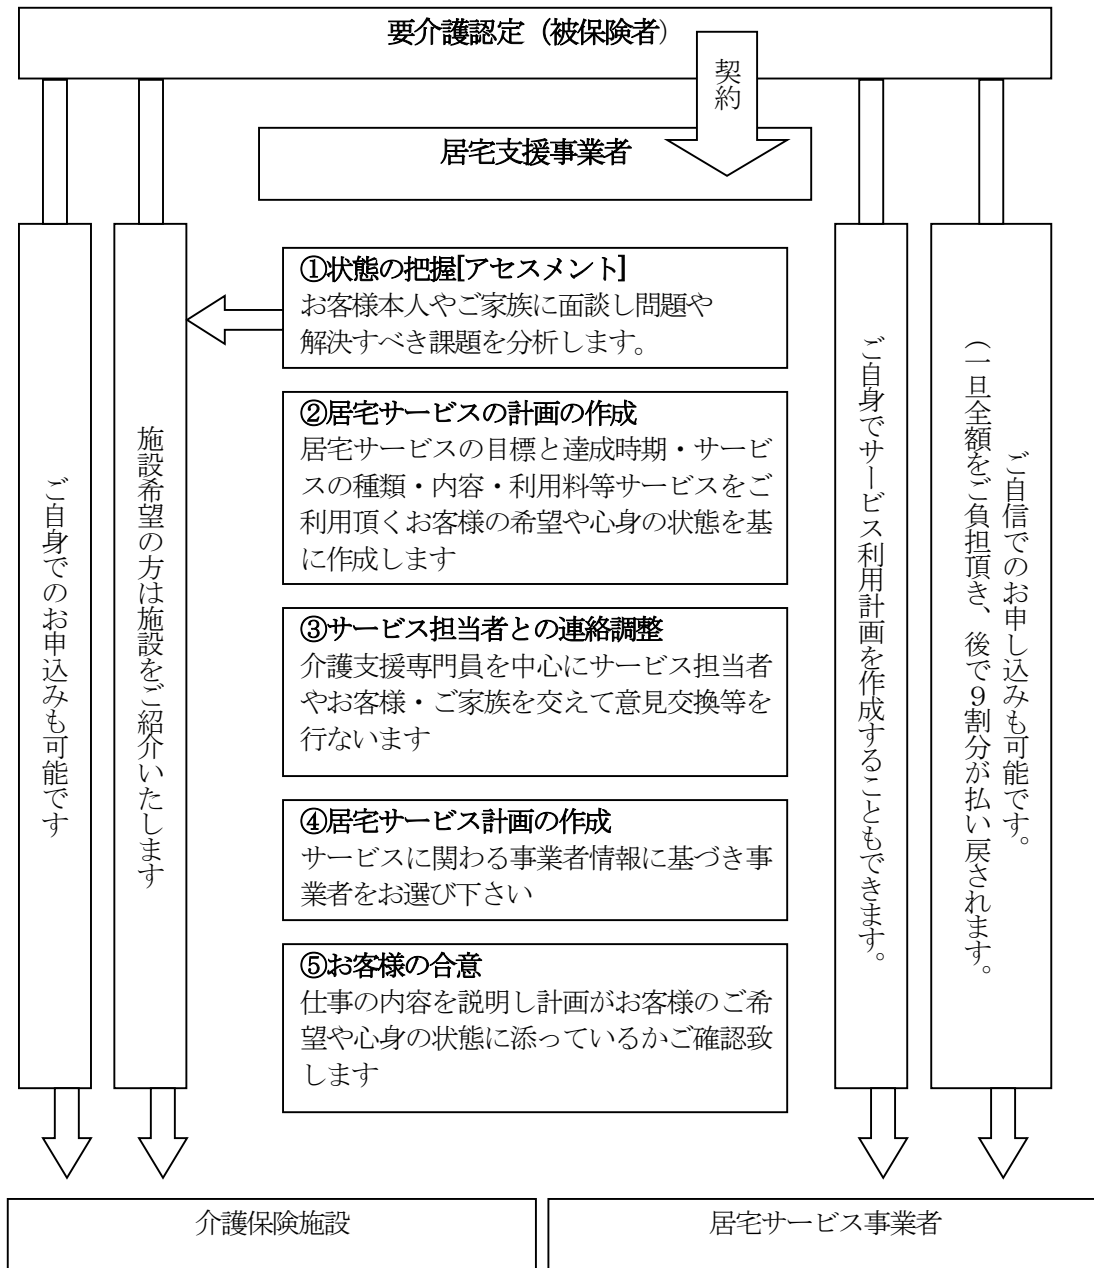 要介護認定（被保険者）
契約
居宅支援事業者
①状態の把握[アセスメント]
お客様本人やご家族に面談し問題や
解決すべき課題を分析します。
②居宅サービスの計画の作成
居宅サービスの目標と達成時期・サービ
スの種類・内容・利用料等サービスをご
利用頂くお客様の希望や心身の状態を基
に作成します
③サービス担当者との連絡調整
介護支援専門員を中心にサービス担当者
やお客様・ご家族を交えて意見交換等を
行ないます
④居宅サービス計画の作成
サービスに関わる事業者情報に基づき事
業者をお選び下さい
⑤お客様の合意
仕事の内容を説明し計画がお客様のご希
望や心身の状態に添っているかご確認致
します
ご自身でのお申込みも可能です
施設希望の方は施設をご紹介いたします
ご自身でサービス利用計画を作成することもできます。
ご自信でのお申し込みも可能です。
（一旦全額をご負担頂き、後で９割分が払い戻されます。
介護保険施設
居宅サービス事業者